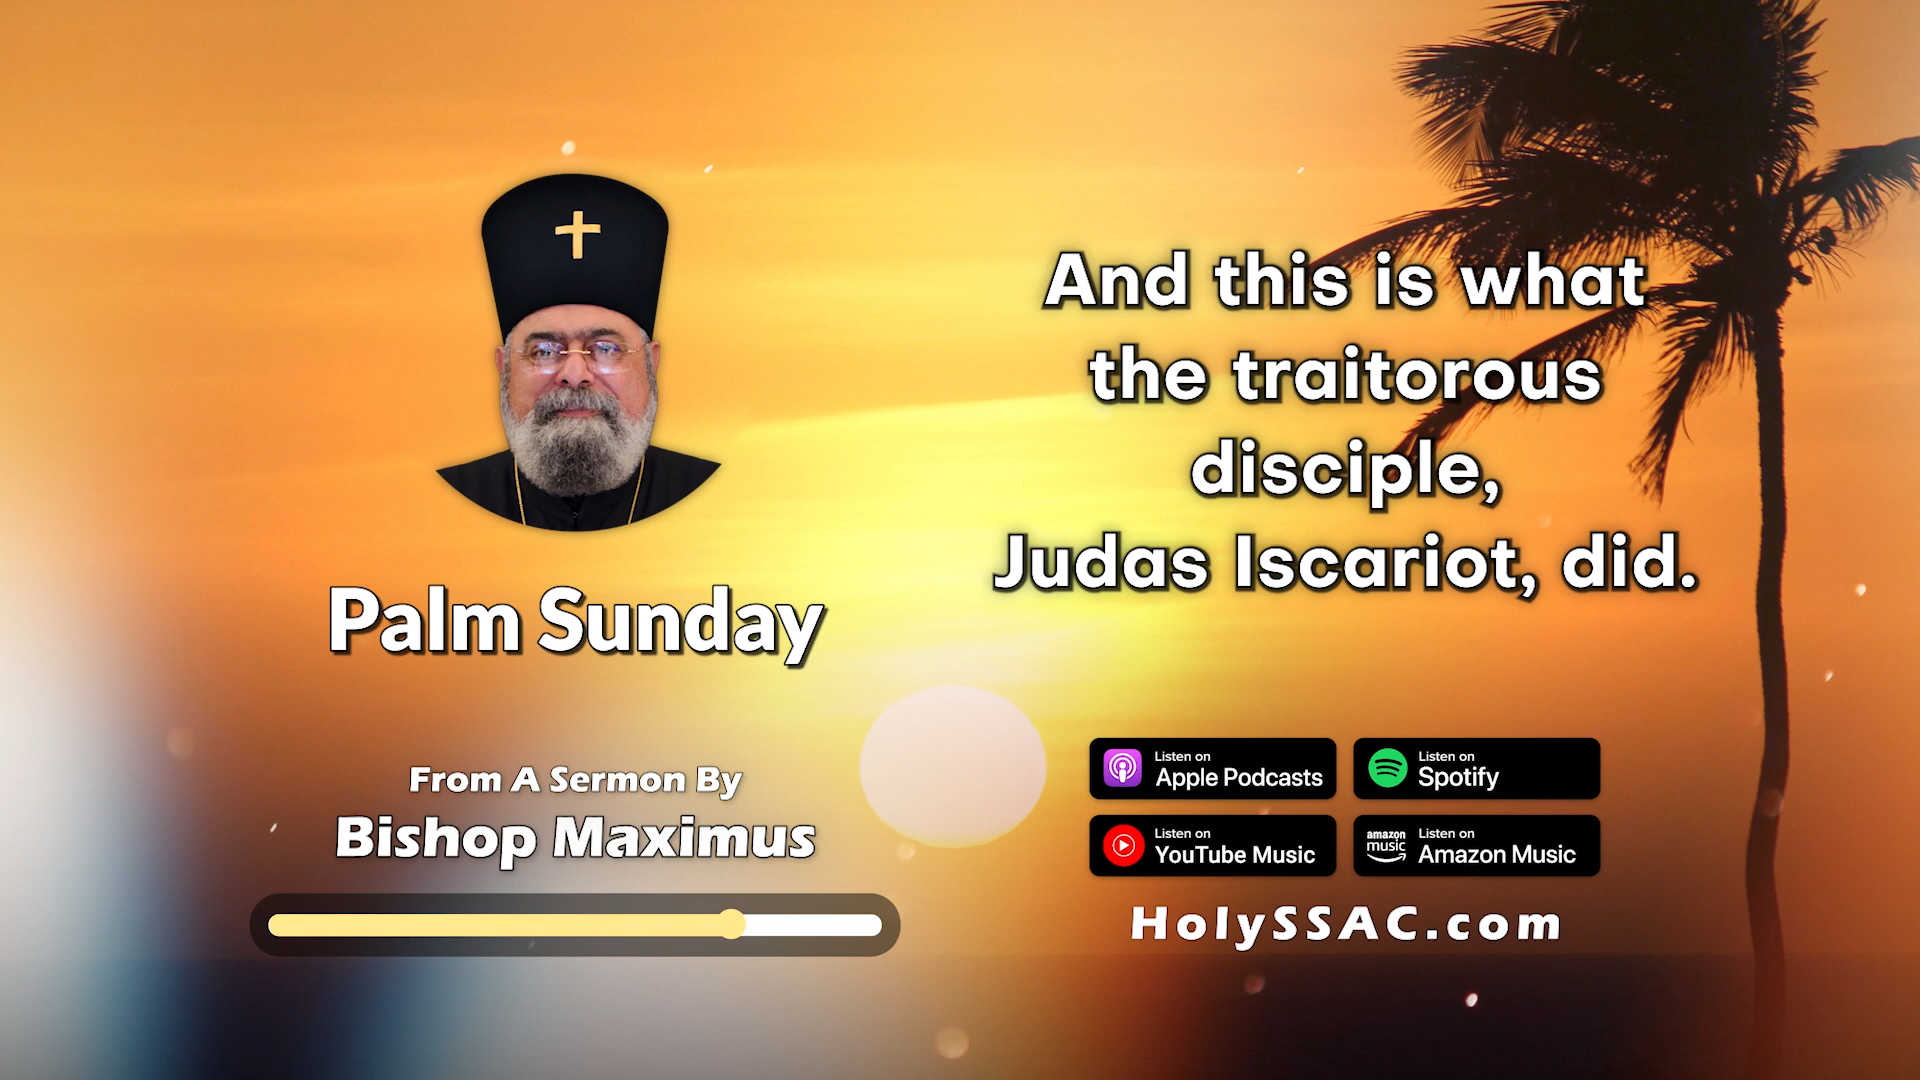 Palm Sunday
From A Sermon By
Bishop Maximus
And this is what
the traitorous
disciple,
Judas Iscariot, did.
Listen on
Apple Podcasts
Listen on
Spotify
Listen on
YouTube Music
amazon
music
Listen on
Amazon Music
HolySSAC.com